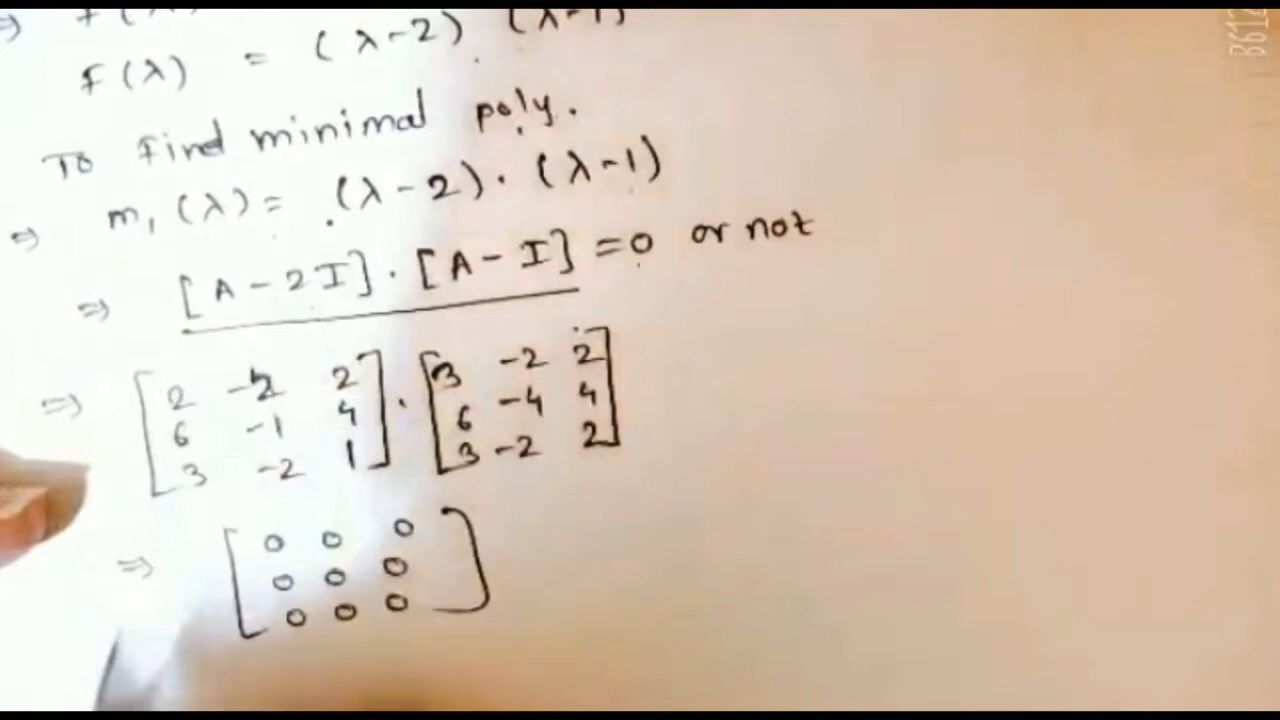 ⇒ f(λ
f(λ) = (λ-2) (λ-1)
To find minimal poly.
⇒ m₁(λ) = (λ-2)·(λ-1)
⇒ [A-2I]·[A-I] = 0 or not
⇒ [2 -2 2]·[3 -2 2]
6 -1 4 6 -4 4
3 -2 1 3 -2 2
⇒ [0 0 0]
0 0 0
0 0 0
B612